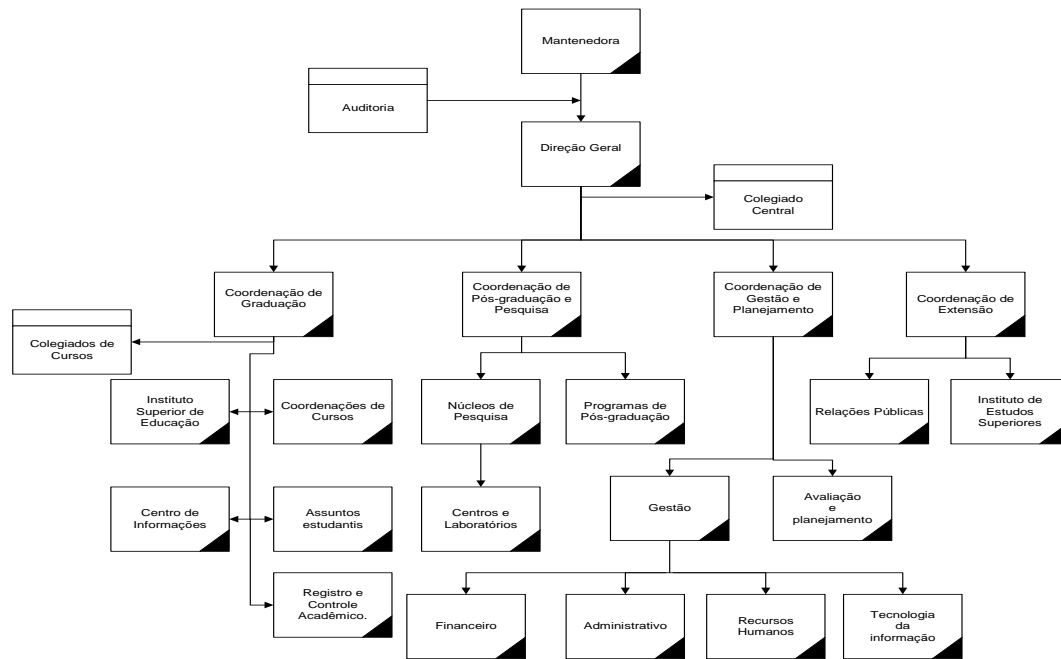 Mantenedora
Auditoria
Direção Geral
Colegiado
Central
Coordenação de
Graduação
Coordenação de
Pós-graduação e
Pesquisa
Coordenação de
Gestão e
Planejamento
Coordenação de
Extensão
Colegiados de
Cursos
Instituto
Superior de
Educação
Coordenações de
Cursos
Núcleos de
Pesquisa
Programas de
Pós-graduação
Relações Públicas
Instituto de
Estudos
Superiores
Centro de
Informações
Assuntos
estudantis
Centros e
Laboratórios
Gestão
Avaliação
e
planejamento
Registro e
Controle
Acadêmico.
Financeiro
Administrativo
Recursos
Humanos
Tecnologia
da
informação